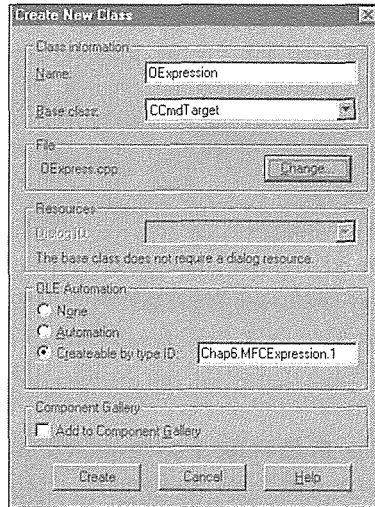 Create New Class
Class information
Name: OExpression
Base class: CCmdTarget
File
OExpress.cpp Change...
Resources
Dialog ID:
The base class does not require a dialog resource.
OLE Automation
None
Automation
Createable by type ID: Chap6.MFCExpression.1
Component Gallery
Add to Component Gallery
Create Cancel Help